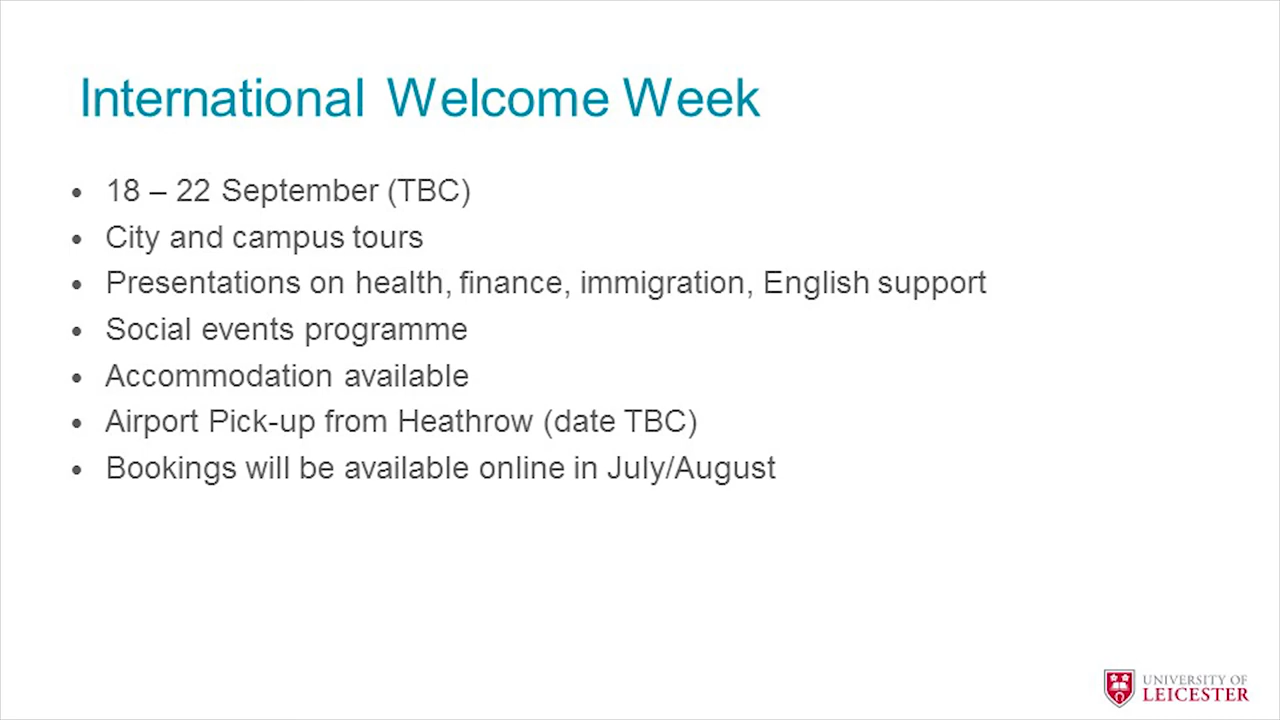 International Welcome Week
• 18 – 22 September (TBC)
• City and campus tours
• Presentations on health, finance, immigration, English support
• Social events programme
• Accommodation available
• Airport Pick-up from Heathrow (date TBC)
• Bookings will be available online in July/August
UNIVERSITY OF
LEICESTER